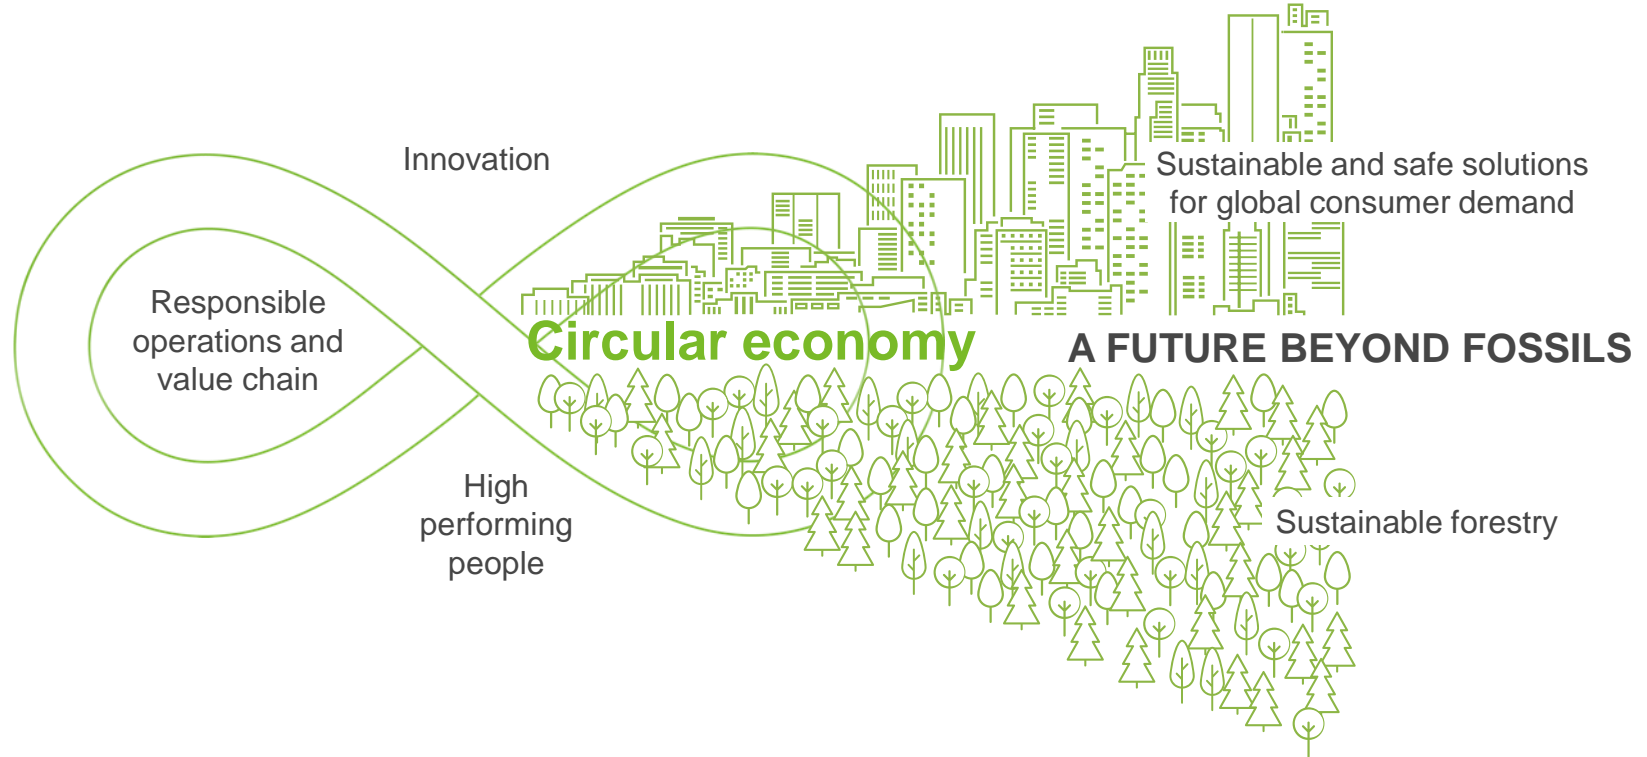 Innovation
Sustainable and safe solutions
for global consumer demand
Responsible
operations and
value chain
Circular economy
A FUTURE BEYOND FOSSILS
High
performing
people
Sustainable forestry